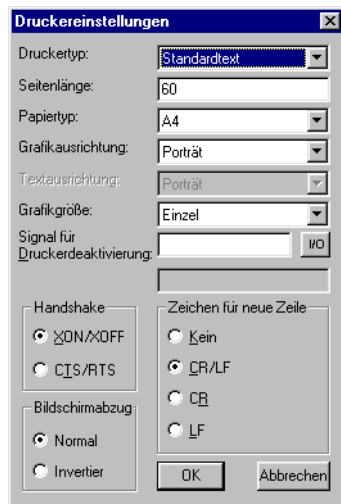 Druckereinstellungen
Druckertyp: Standardtext
Seitenlänge: 60
Papiertyp: A4
Grafikausrichtung: Porträt
Textausrichtung: Porträt
Grafikgröße: Einzel
Signal für
Druckerdeaktivierung: I/O
Handshake
XON/XOFF
CTS/RTS
Bildschirmabzug
Normal
Invertier
Zeichen für neue Zeile
Kein
CR/LF
CR
LF
OK Abbrechen